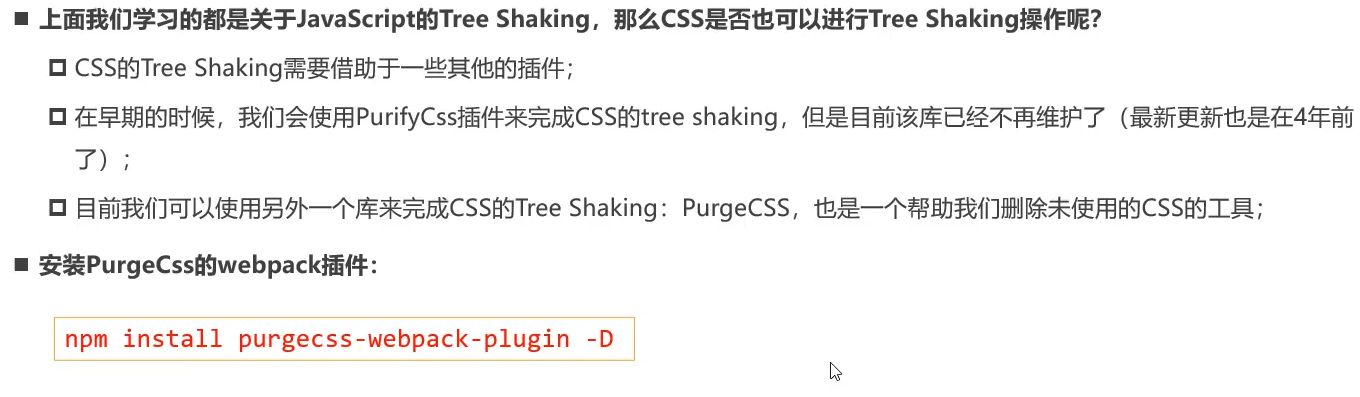 上面我们学习的都是关于JavaScript的Tree Shaking，那么CSS是否也可以进行Tree Shaking操作呢？
CSS的Tree Shaking需要借助于一些其他的插件；
在早期的时候，我们会使用PurifyCss插件来完成CSS的tree shaking，但是目前该库已经不再维护了（最新更新也是在4年前
了）；
目前我们可以使用另外一个库来完成CSS的Tree Shaking：PurgeCSS，也是一个帮助我们删除未使用的CSS的工具；
安装PurgeCss的webpack插件：
npm install purgecss-webpack-plugin -D